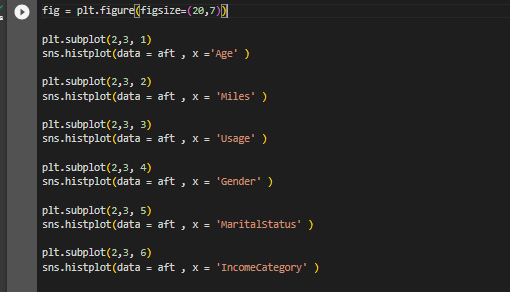 fig = plt.figure(figsize=(20,7))
plt.subplot(2,3, 1)
sns.histplot(data = aft , x ='Age' )
plt.subplot(2,3, 2)
sns.histplot(data = aft , x = 'Miles' )
plt.subplot(2,3, 3)
sns.histplot(data = aft , x = 'Usage' )
plt.subplot(2,3, 4)
sns.histplot(data = aft , x = 'Gender' )
plt.subplot(2,3, 5)
sns.histplot(data = aft , x = 'MaritalStatus' )
plt.subplot(2,3, 6)
sns.histplot(data = aft , x = 'IncomeCategory' )